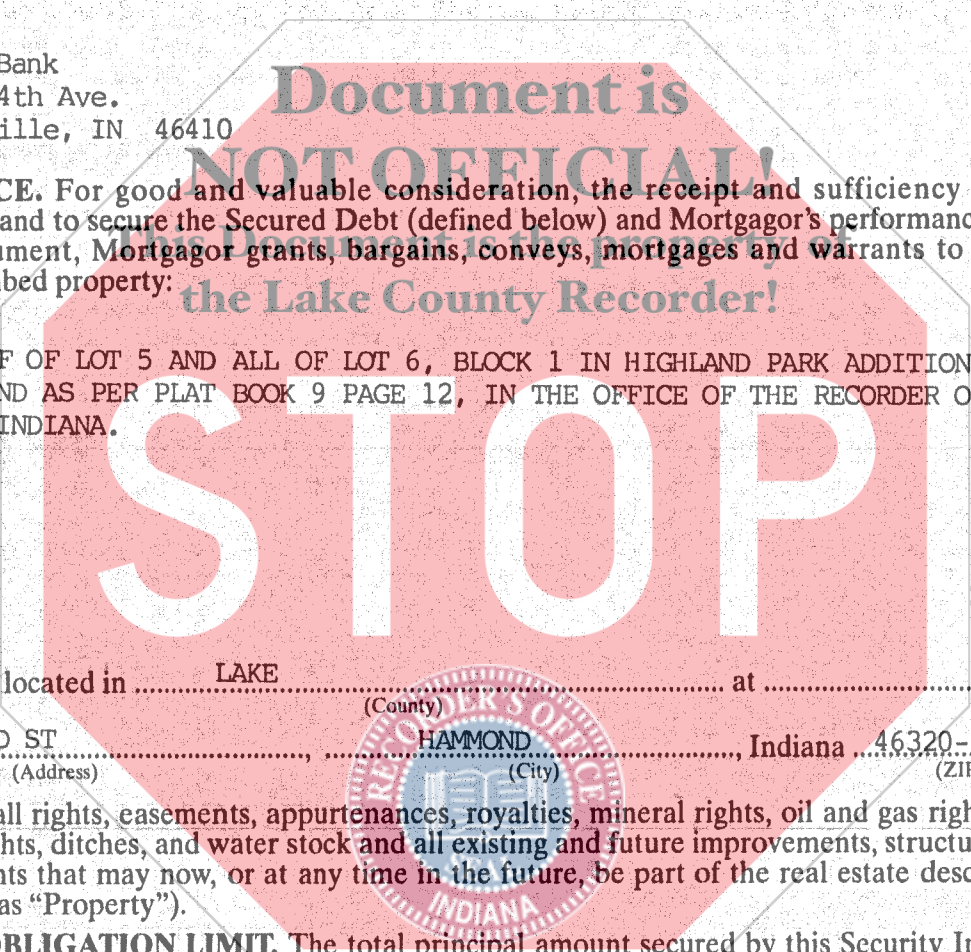 Bank
4th Ave.
ille, IN 46410
Document is
NOT OFFICIAL!
This Document is the property of
the Lake County Recorder!
CE. For good and valuable consideration, the receipt and sufficiency
and to secure the Secured Debt (defined below) and Mortgagor's performanc
ument, Mortgagor grants, bargains, conveys, mortgages and warrants to
bed property:
F OF LOT 5 AND ALL OF LOT 6, BLOCK 1 IN HIGHLAND PARK ADDITION
ND AS PER PLAT BOOK 9 PAGE 12, IN THE OFFICE OF THE RECORDER O
INDIANA.
STOP
located in LAKE at
(County)
D ST, HAMMOND, Indiana 46320-
(Address) (City) (ZIP
RECORDER'S OFFICE
SEAL
INDIANA
all rights, easements, appurtenances, royalties, mineral rights, oil and gas righ
hts, ditches, and water stock and all existing and future improvements, structu
nts that may now, or at any time in the future, be part of the real estate desc
as "Property").
OBLIGATION LIMIT. The total principal amount secured by this Security I